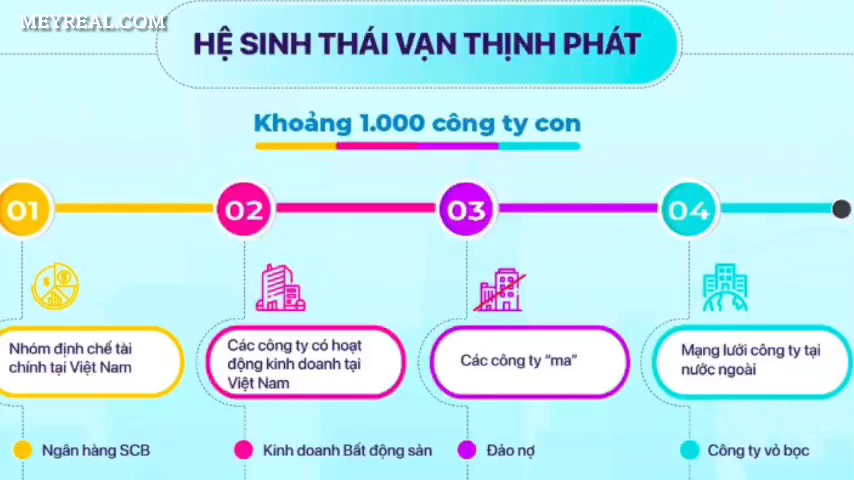 MEYREAL.COM
HỆ SINH THÁI VẠN THỊNH PHÁT
Khoảng 1.000 công ty con
01
02
03
04
Nhóm định chế tài
chính tại Việt Nam
Các công ty có hoạt
động kinh doanh tại
Việt Nam
Các công ty “ma”
Mạng lưới công ty tại
nước ngoài
Ngân hàng SCB
Kinh doanh Bất động sản
Đảo nợ
Công ty vỏ bọc